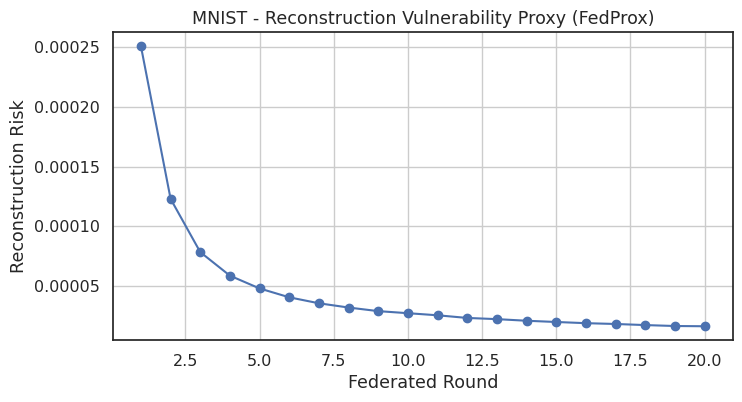 MNIST - Reconstruction Vulnerability Proxy (FedProx)
Reconstruction Risk
0.00025
0.00020
0.00015
0.00010
0.00005
2.5 5.0 7.5 10.0 12.5 15.0 17.5 20.0
Federated Round